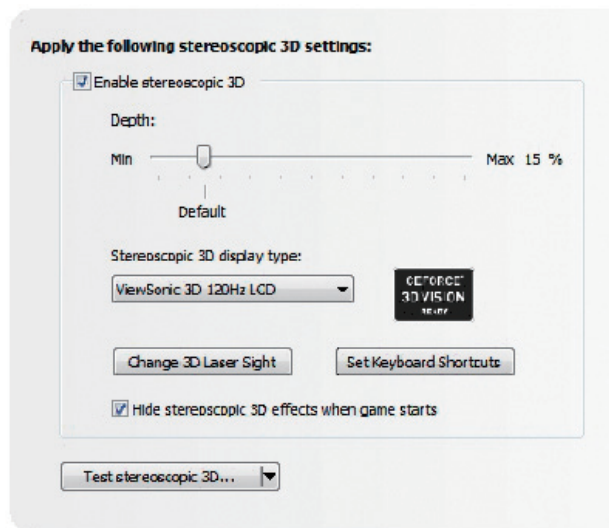 Apply the following stereoscopic 3D settings:
Enable stereoscopic 3D
Depth:
Min Max 15 %
Default
Stereoscopic 3D display type:
ViewSonic 3D 120Hz LCD
GEFORCE
3D VISION
READY
Change 3D Laser Sight Set Keyboard Shortcuts
Hide stereoscopic 3D effects when game starts
Test stereoscopic 3D...